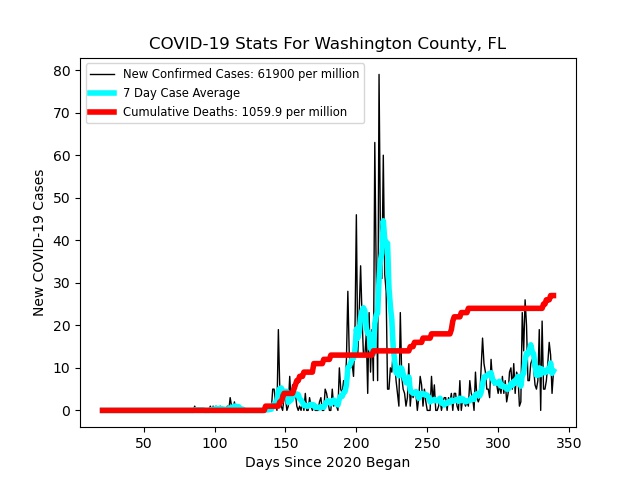 COVID-19 Stats For Washington County, FL
New Confirmed Cases: 61900 per million
7 Day Case Average
Cumulative Deaths: 1059.9 per million
New COVID-19 Cases
80
70
60
50
40
30
20
10
0
50 100 150 200 250 300 350
Days Since 2020 Began